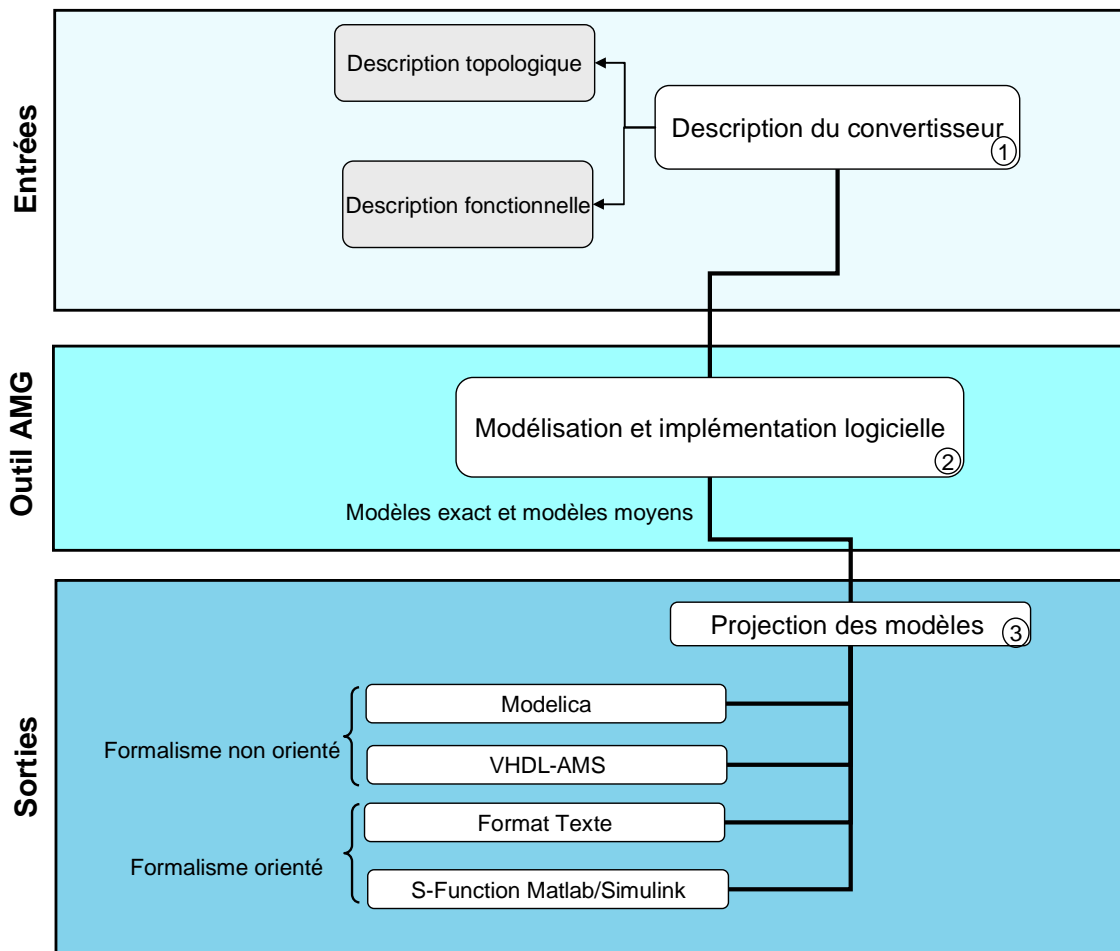 Entrées
Description topologique
Description du convertisseur
1
Description fonctionnelle
Outil AMG
Modélisation et implémentation logicielle
2
Modèles exact et modèles moyens
Sorties
Projection des modèles
3
Modelica
Formalisme non orienté
VHDL-AMS
Format Texte
Formalisme orienté
S-Function Matlab/Simulink